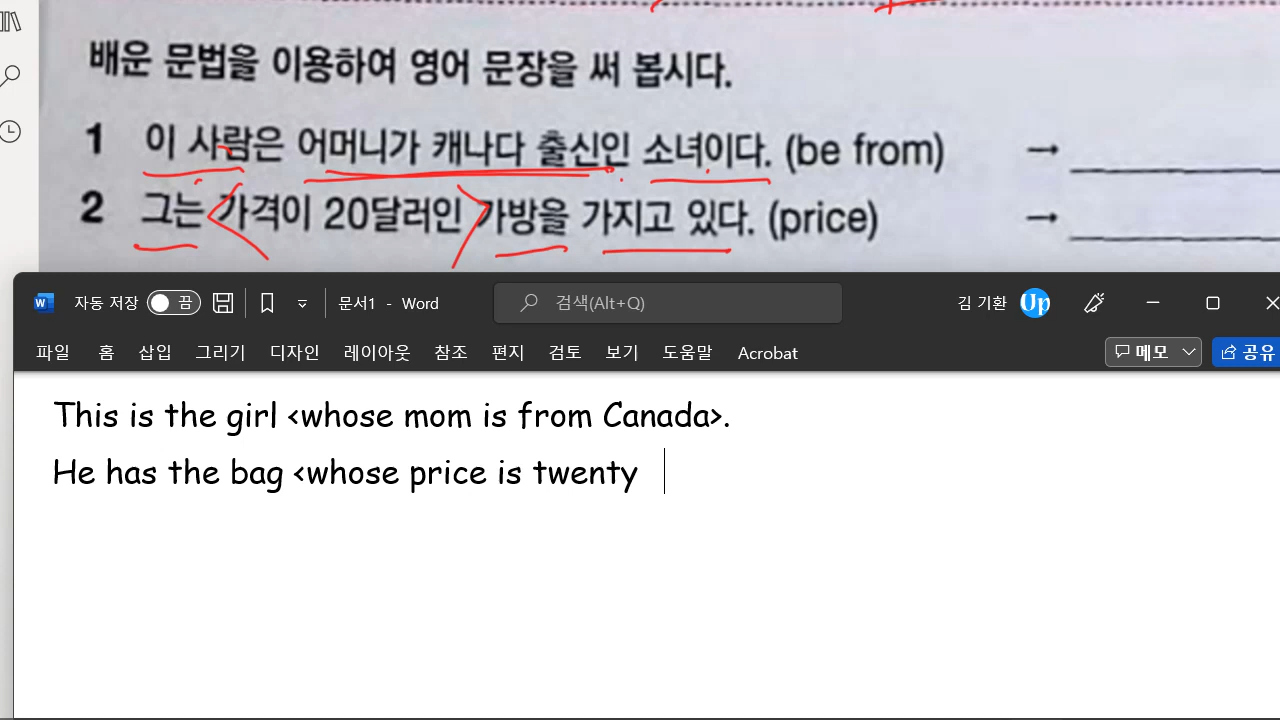 배운 문법을 이용하여 영어 문장을 써 봅시다.
1 이 사람은 어머니가 캐나다 출신인 소녀이다. (be from) →
2 그는 가격이 20달러인 가방을 가지고 있다. (price) →
자동 저장 끔 문서1 - Word 검색(Alt+Q) 김 기환 Up
파일 홈 삽입 그리기 디자인 레이아웃 참조 편지 검토 보기 도움말 Acrobat 메모 공유
This is the girl <whose mom is from Canada>.
He has the bag <whose price is twenty